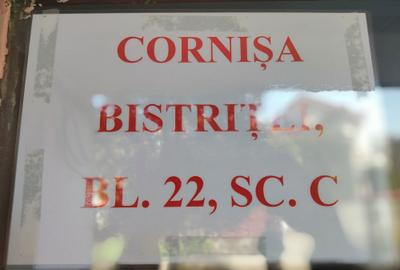 CORNIȘA
BISTRIȚEI,
BL. 22, SC. C